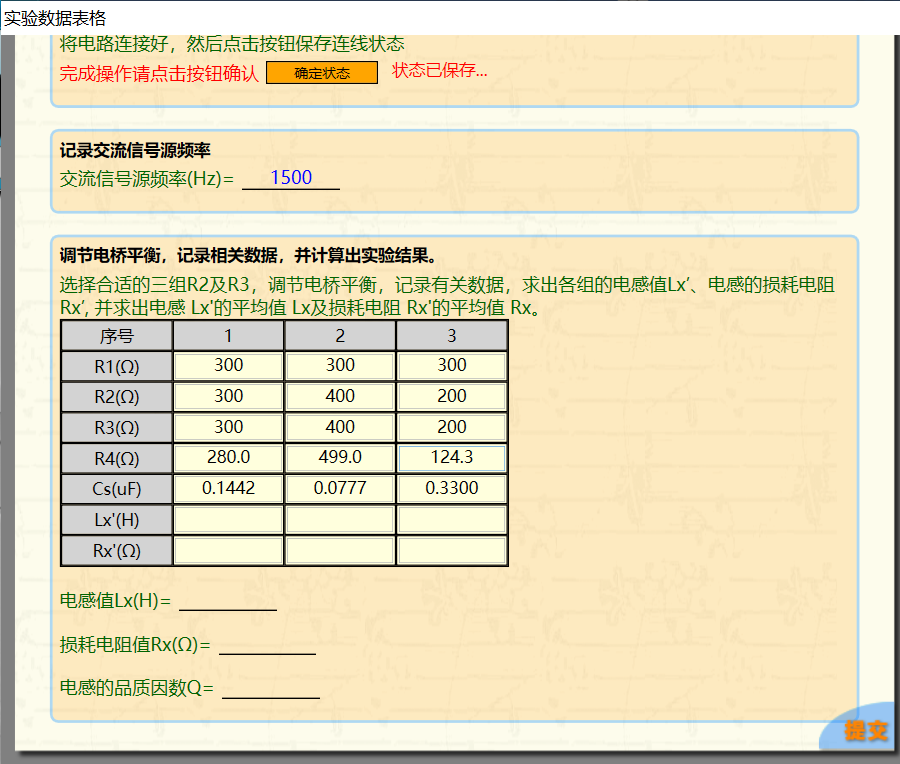 实验数据表格
将电路连接好，然后点击按钮保存连线状态
完成操作请点击按钮确认 确定状态 状态已保存...
记录交流信号源频率
交流信号源频率(Hz)= 1500
调节电桥平衡，记录相关数据，并计算出实验结果。
选择合适的三组R2及R3，调节电桥平衡，记录有关数据，求出各组的电感值Lx′、电感的损耗电阻
Rx′, 并求出电感 Lx'的平均值 Lx及损耗电阻 Rx'的平均值 Rx。
序号 1 2 3
R1(Ω) 300 300 300
R2(Ω) 300 400 200
R3(Ω) 300 400 200
R4(Ω) 280.0 499.0 124.3
Cs(uF) 0.1442 0.0777 0.3300
Lx'(H)
Rx'(Ω)
电感值Lx(H)=
损耗电阻值Rx(Ω)=
电感的品质因数Q=
提交